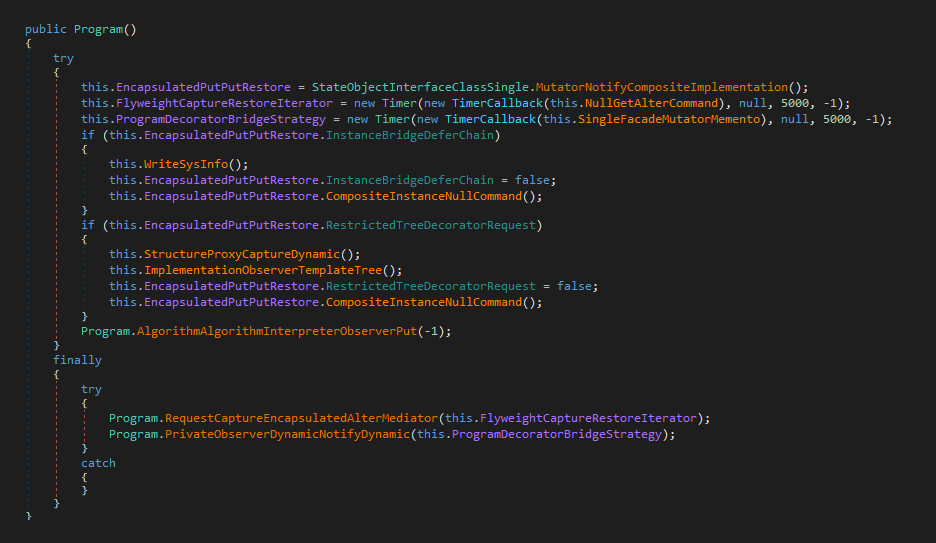 public Program()
{
try
{
this.EncapsulatedPutPutRestore = StateObjectInterfaceClassSingle.MutatorNotifyCompositeImplementation();
this.FlyweightCaptureRestoreIterator = new Timer(new TimerCallback(this.NullGetAlterCommand), null, 5000, -1);
this.ProgramDecoratorBridgeStrategy = new Timer(new TimerCallback(this.SingleFacadeMutatorMemento), null, 5000, -1);
if (this.EncapsulatedPutPutRestore.InstanceBridgeDeferChain)
{
this.WriteSysInfo();
this.EncapsulatedPutPutRestore.InstanceBridgeDeferChain = false;
this.EncapsulatedPutPutRestore.CompositeInstanceNullCommand();
}
if (this.EncapsulatedPutPutRestore.RestrictedTreeDecoratorRequest)
{
this.StructureProxyCaptureDynamic();
this.ImplementationObserverTemplateTree();
this.EncapsulatedPutPutRestore.RestrictedTreeDecoratorRequest = false;
this.EncapsulatedPutPutRestore.CompositeInstanceNullCommand();
}
Program.AlgorithmAlgorithmInterpreterObserverPut(-1);
}
finally
{
try
{
Program.RequestCaptureEncapsulatedAlterMediator(this.FlyweightCaptureRestoreIterator);
Program.PrivateObserverDynamicNotifyDynamic(this.ProgramDecoratorBridgeStrategy);
}
catch
{
}
}
}